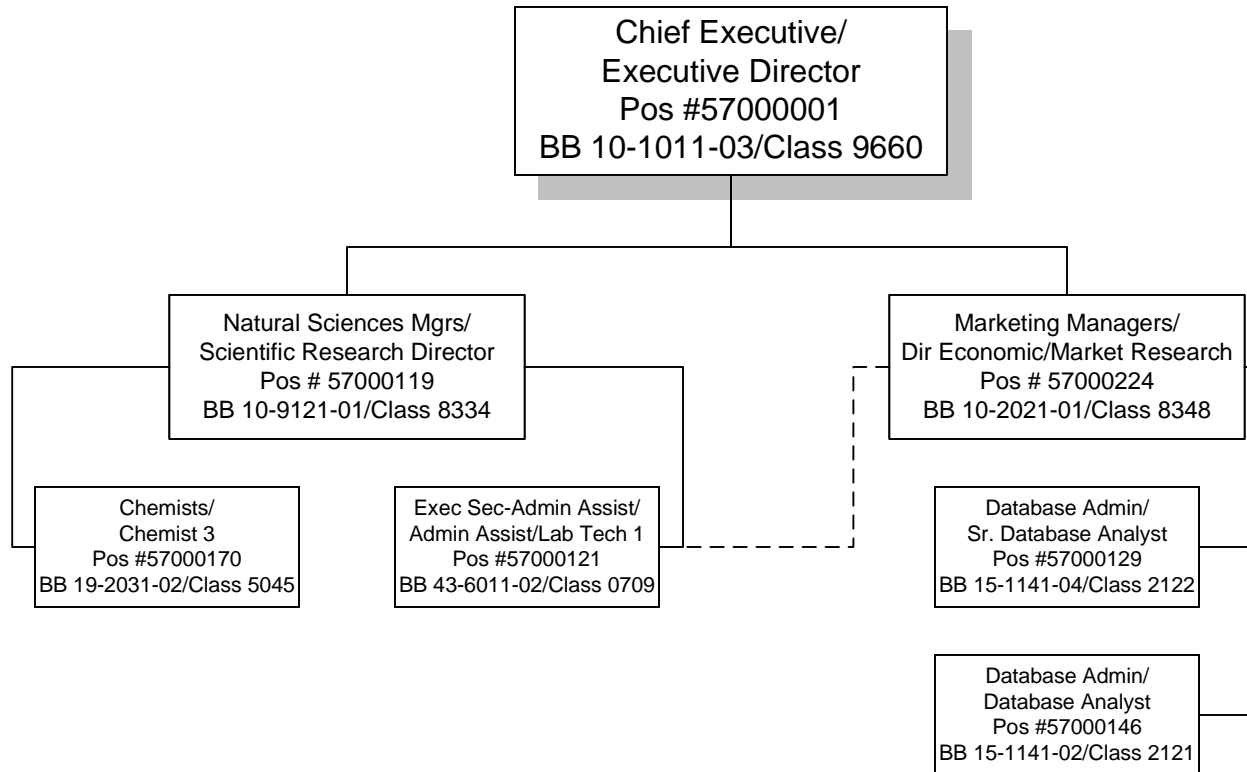 Chief Executive/
Executive Director
Pos #57000001
BB 10-1011-03/Class 9660
Natural Sciences Mgrs/
Scientific Research Director
Pos # 57000119
BB 10-9121-01/Class 8334
Marketing Managers/
Dir Economic/Market Research
Pos # 57000224
BB 10-2021-01/Class 8348
Chemists/
Chemist 3
Pos #57000170
BB 19-2031-02/Class 5045
Exec Sec-Admin Assist/
Admin Assist/Lab Tech 1
Pos #57000121
BB 43-6011-02/Class 0709
Database Admin/
Sr. Database Analyst
Pos #57000129
BB 15-1141-04/Class 2122
Database Admin/
Database Analyst
Pos #57000146
BB 15-1141-02/Class 2121